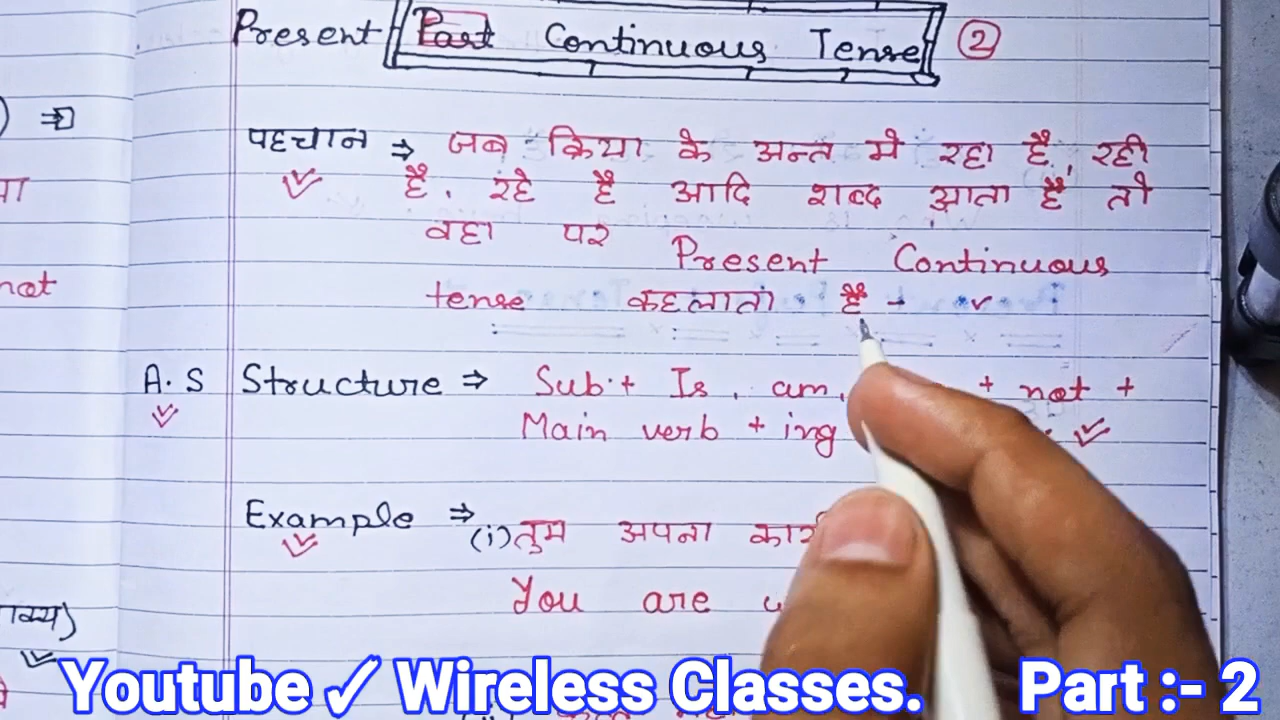 Present Past Continuous Tense 2
पहचान ⇒ जब क्रिया के अन्त मे रहा है, रही
है. रहे है आदि शब्द आता है तो
वहा पर Present Continuous
tense कहलाता है -
A. S Structure ⇒ Sub. + Is, am, + not +
Main verb + ing
Example ⇒ (i) तुम अपना
You are
not
Youtube ✓ Wireless Classes. Part :- 2